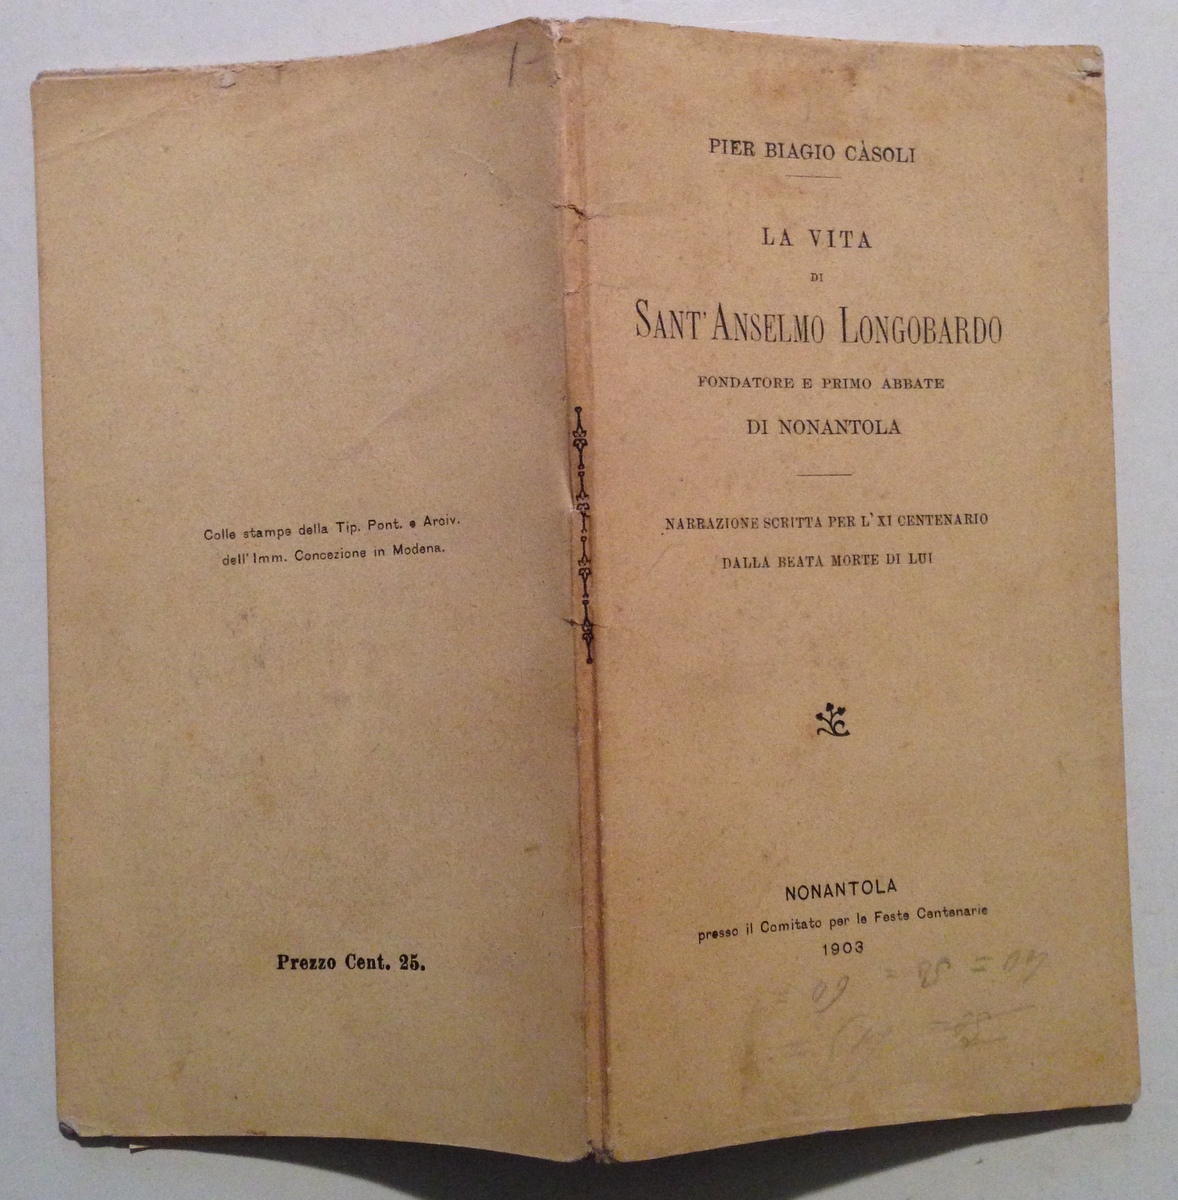 Colle stampe della Tip. Pont. e Arciv.
dell'Imm. Concezione in Modena.
Prezzo Cent. 25.
PIER BIAGIO CÀSOLI
LA VITA
DI
SANT'ANSELMO LONGOBARDO
FONDATORE E PRIMO ABBATE
DI NONANTOLA
NARRAZIONE SCRITTA PER L'XI CENTENARIO
DALLA BEATA MORTE DI LUI
NONANTOLA
presso il Comitato per le Feste Centenarie
1903